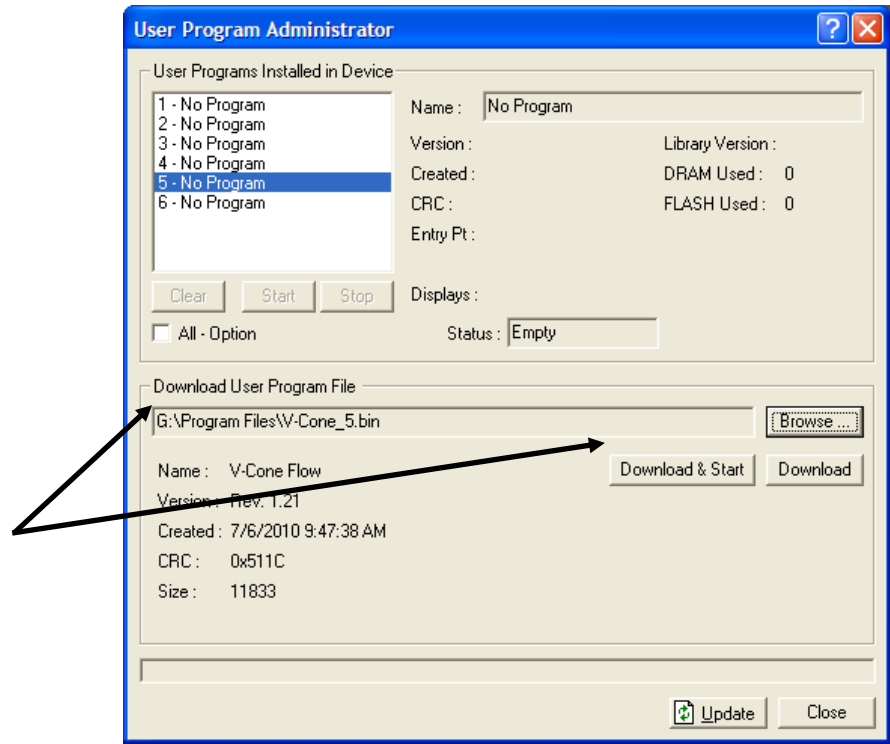 User Program Administrator
User Programs Installed in Device
1 - No Program
2 - No Program
3 - No Program
4 - No Program
5 - No Program
6 - No Program
Name : No Program
Version : Library Version :
Created : DRAM Used : 0
CRC : FLASH Used : 0
Entry Pt :
Clear Start Stop Displays :
All - Option Status : Empty
Download User Program File
G:\Program Files\V-Cone_5.bin Browse ...
Name : V-Cone Flow Download & Start Download
Version : Rev. 1.21
Created : 7/6/2010 9:47:38 AM
CRC : 0x511C
Size : 11833
Update Close